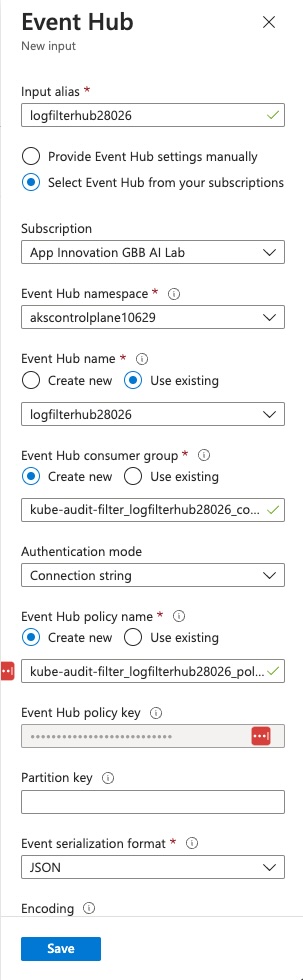 Event Hub
New input
Input alias *
logfilterhub28026
Provide Event Hub settings manually
Select Event Hub from your subscriptions
Subscription
App Innovation GBB AI Lab
Event Hub namespace *
akscontrolplane10629
Event Hub name *
Create new Use existing
logfilterhub28026
Event Hub consumer group *
Create new Use existing
kube-audit-filter_logfilterhub28026_co...
Authentication mode
Connection string
Event Hub policy name *
Create new Use existing
kube-audit-filter_logfilterhub28026_pol...
Event Hub policy key
••••••••••••••••••••••••••
Partition key
Event serialization format *
JSON
Encoding
Save